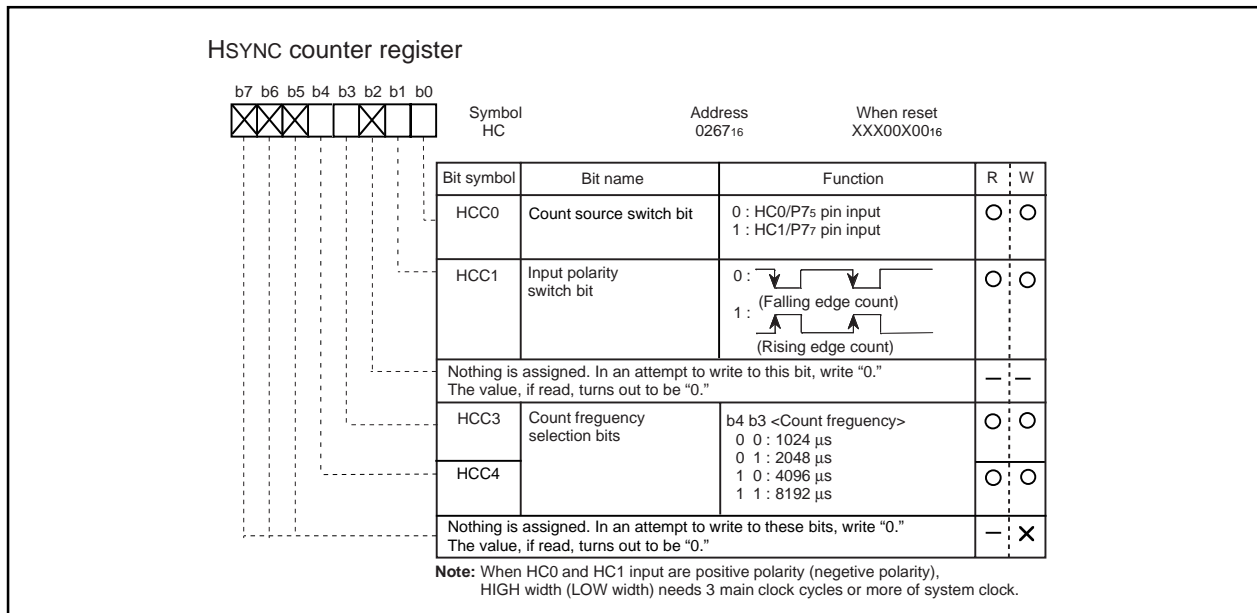 HSYNC counter register
b7 b6 b5 b4 b3 b2 b1 b0
Symbol Address When reset
HC 026716 XXX00X0016
Bit symbol Bit name Function R W
HCC0 Count source switch bit 0 : HC0/P75 pin input
1 : HC1/P77 pin input
HCC1 Input polarity
switch bit
0 :
(Falling edge count)
1 :
(Rising edge count)
Nothing is assigned. In an attempt to write to this bit, write “0.”
The value, if read, turns out to be “0.”
HCC3 Count freguency
selection bits
HCC4
b4 b3 <Count freguency>
0 0 : 1024 µs
0 1 : 2048 µs
1 0 : 4096 µs
1 1 : 8192 µs
Nothing is assigned. In an attempt to write to these bits, write “0.”
The value, if read, turns out to be “0.”
Note: When HC0 and HC1 input are positive polarity (negetive polarity),
HIGH width (LOW width) needs 3 main clock cycles or more of system clock.